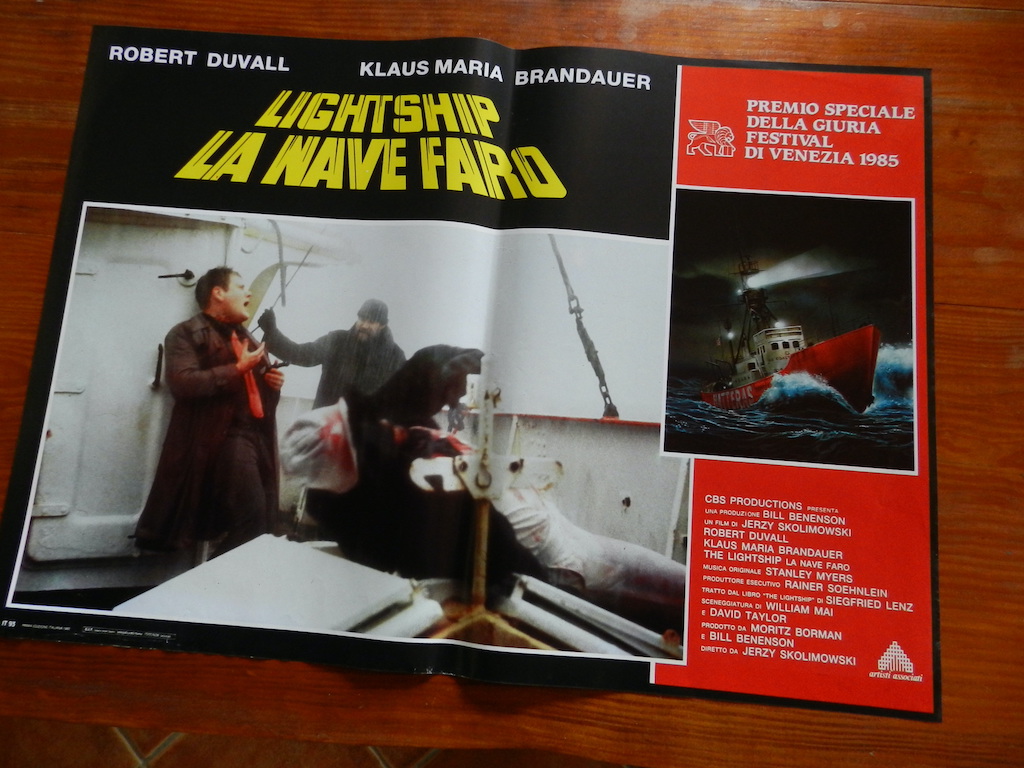 ROBERT DUVALL
KLAUS MARIA BRANDAUER
LIGHTSHIP
LA NAVE FARO
PREMIO SPECIALE
DELLA GIURIA
FESTIVAL
DI VENEZIA 1985
CBS PRODUCTIONS PRESENTA
UNA PRODUZIONE BILL BENENSON
UN FILM DI JERZY SKOLIMOWSKI
ROBERT DUVALL
KLAUS MARIA BRANDAUER
THE LIGHTSHIP LA NAVE FARO
MUSICA ORIGINALE STANLEY MYERS
PRODUTTORE ESECUTIVO RAINER SOEHNLEIN
TRATTO DAL LIBRO "THE LIGHTSHIP" DI SIEGFRIED LENZ
SCENEGGIATURA DI WILLIAM MAI
E DAVID TAYLOR
PRODOTTO DA MORITZ BORMAN
E BILL BENENSON
DIRETTO DA JERZY SKOLIMOWSKI
artisti associati